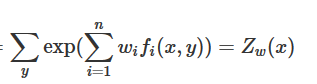 = \sum_{y} \exp(\sum_{i=1}^{n} w_i f_i(x, y)) = Z_w(x)